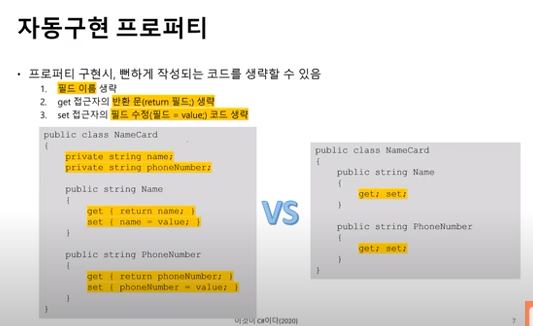 자동구현 프로퍼티
• 프로퍼티 구현시, 뻔하게 작성되는 코드를 생략할 수 있음
1. 필드 이름 생략
2. get 접근자의 반환 문(return 필드;) 생략
3. set 접근자의 필드 수정(필드 = value;) 코드 생략
public class NameCard
{
private string name;
private string phoneNumber;
public string Name
{
get { return name; }
set { name = value; }
}
public string PhoneNumber
{
get { return phoneNumber; }
set { phoneNumber = value; }
}
}
VS
public class NameCard
{
public string Name
{
get; set;
}
public string PhoneNumber
{
get; set;
}
}
이것이 C#이다(2020)
7